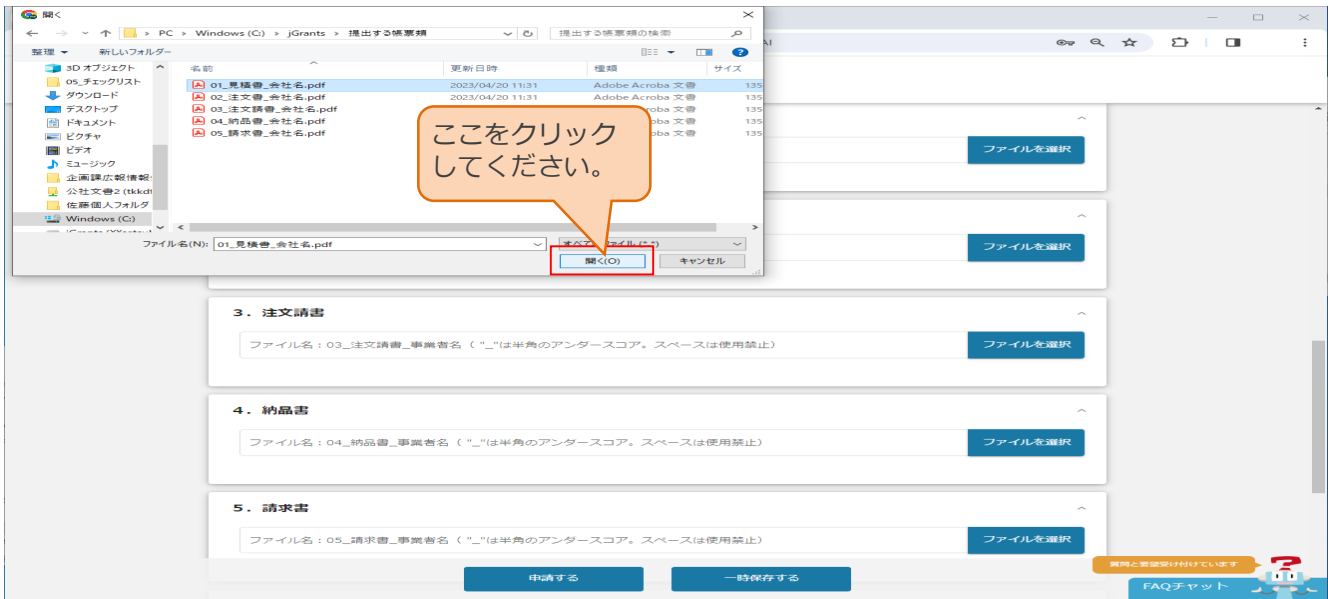 開く
PC > Windows (C:) > jGrants > 提出する帳票類
提出する帳票類の検索
整理
新しいフォルダー
AI
3D オブジェクト
05_チェックリスト
ダウンロード
デスクトップ
ドキュメント
ピクチャ
ビデオ
ミュージック
企画課広報情報
公社文書2 (tkkd
佐藤個人フォルダ
Windows (C:)
名前 更新日時 種類 サイズ
01_見積書_会社名.pdf 2023/04/20 11:31 Adobe Acroba 文書 135
02_注文書_会社名.pdf 2023/04/20 11:31 Adobe Acroba 文書 135
03_注文請書_会社名.pdf oba 文書 135
04_納品書_会社名.pdf oba 文書 135
05_請求書_会社名.pdf oba 文書 135
ここをクリック
してください。
ファイル名(N): 01_見積書_会社名.pdf
開く(O) キャンセル
ファイルを選択
ファイルを選択
3．注文請書
ファイル名：03_注文請書_事業者名（ "_"は半角のアンダースコア。スペースは使用禁止） ファイルを選択
4．納品書
ファイル名：04_納品書_事業者名（ "_"は半角のアンダースコア。スペースは使用禁止） ファイルを選択
5．請求書
ファイル名：05_請求書_事業者名（ "_"は半角のアンダースコア。スペースは使用禁止） ファイルを選択
申請する 一時保存する
質問と要望受け付けています
FAQチャット